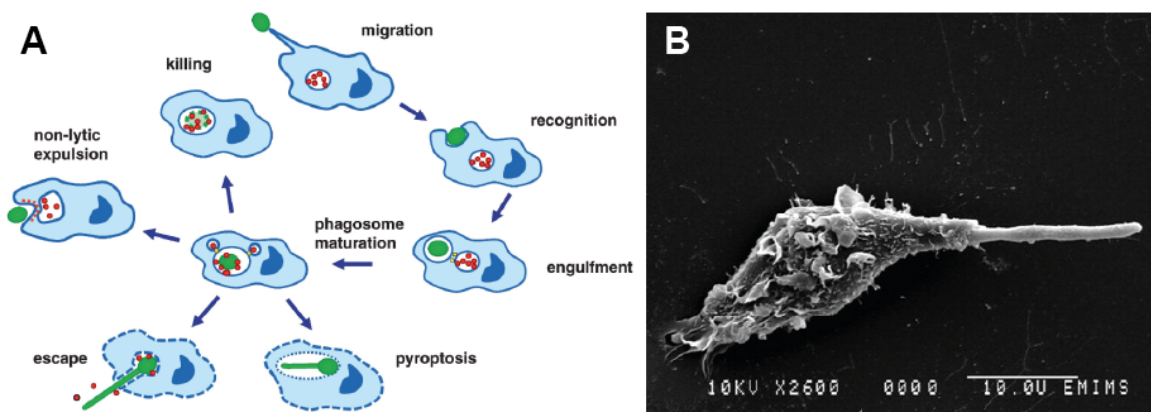 A
migration
killing
recognition
non-lytic
expulsion
phagosome
maturation
engulfment
escape
pyroptosis
B
10KV X2600 0000 10.0U EMIMS